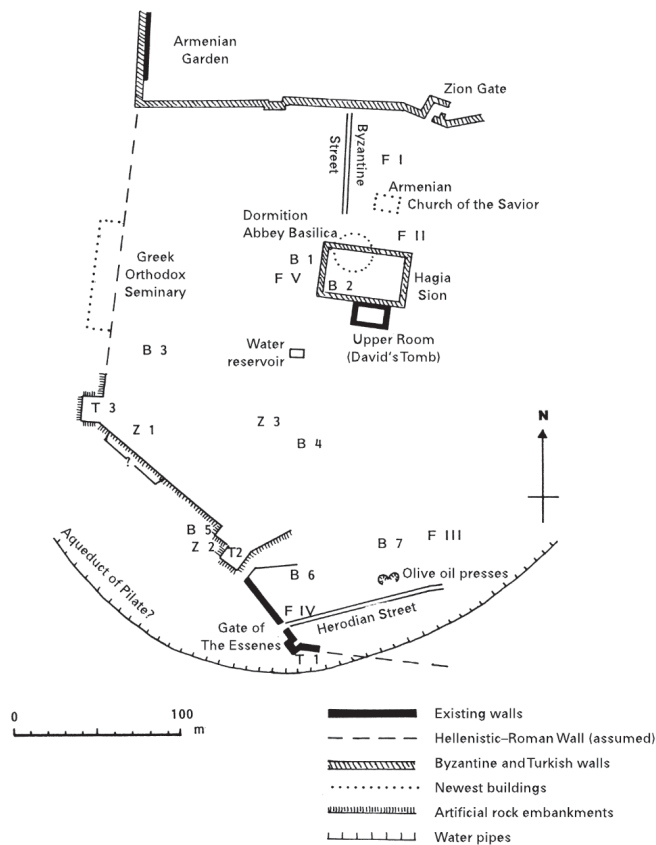 Armenian
Garden
Zion Gate
Byzantine
Street
F I
Armenian
Church of the Savior
Dormition
Abbey Basilica
F II
B 1
F V
B 2
Hagia
Sion
Greek
Orthodox
Seminary
Upper Room
(David's Tomb)
Water
reservoir
B 3
T 3
Z 1
Z 3
B 4
?
N
B 5
Z 2
T2
B 7
F III
Aqueduct of Pilate?
B 6
Olive oil presses
F IV
Herodian Street
Gate of
The Essenes
T 1
0
100
m
Existing walls
Hellenistic–Roman Wall (assumed)
Byzantine and Turkish walls
Newest buildings
Artificial rock embankments
Water pipes